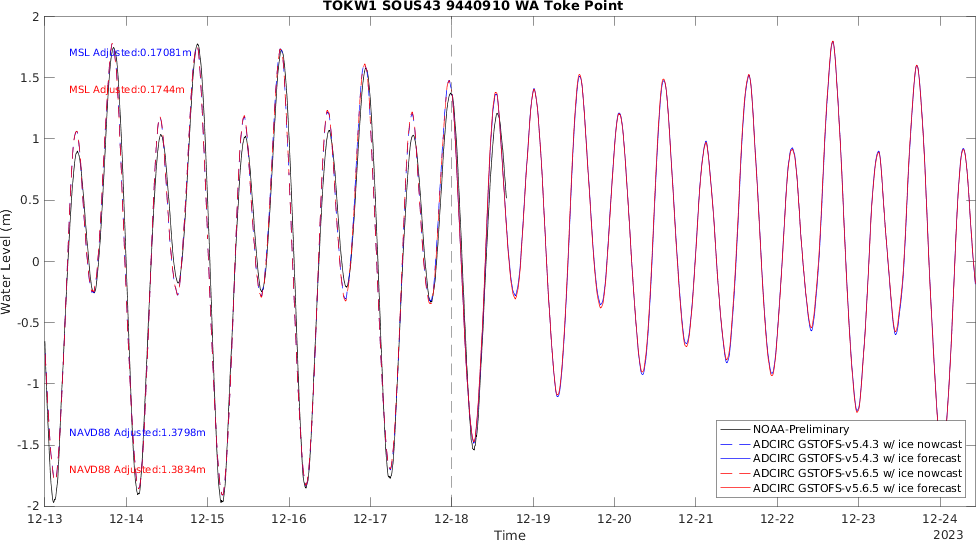 TOKW1 SOUS43 9440910 WA Toke Point
2
1.5
1
0.5
0
-0.5
-1
-1.5
-2
Water Level (m)
MSL Adjusted:0.17081m
MSL Adjusted:0.1744m
NAVD88 Adjusted:1.3798m
NAVD88 Adjusted:1.3834m
NOAA-Preliminary
ADCIRC GSTOFS-v5.4.3 w/ ice nowcast
ADCIRC GSTOFS-v5.4.3 w/ ice forecast
ADCIRC GSTOFS-v5.6.5 w/ ice nowcast
ADCIRC GSTOFS-v5.6.5 w/ ice forecast
12-13 12-14 12-15 12-16 12-17 12-18 12-19 12-20 12-21 12-22 12-23 12-24
Time
2023